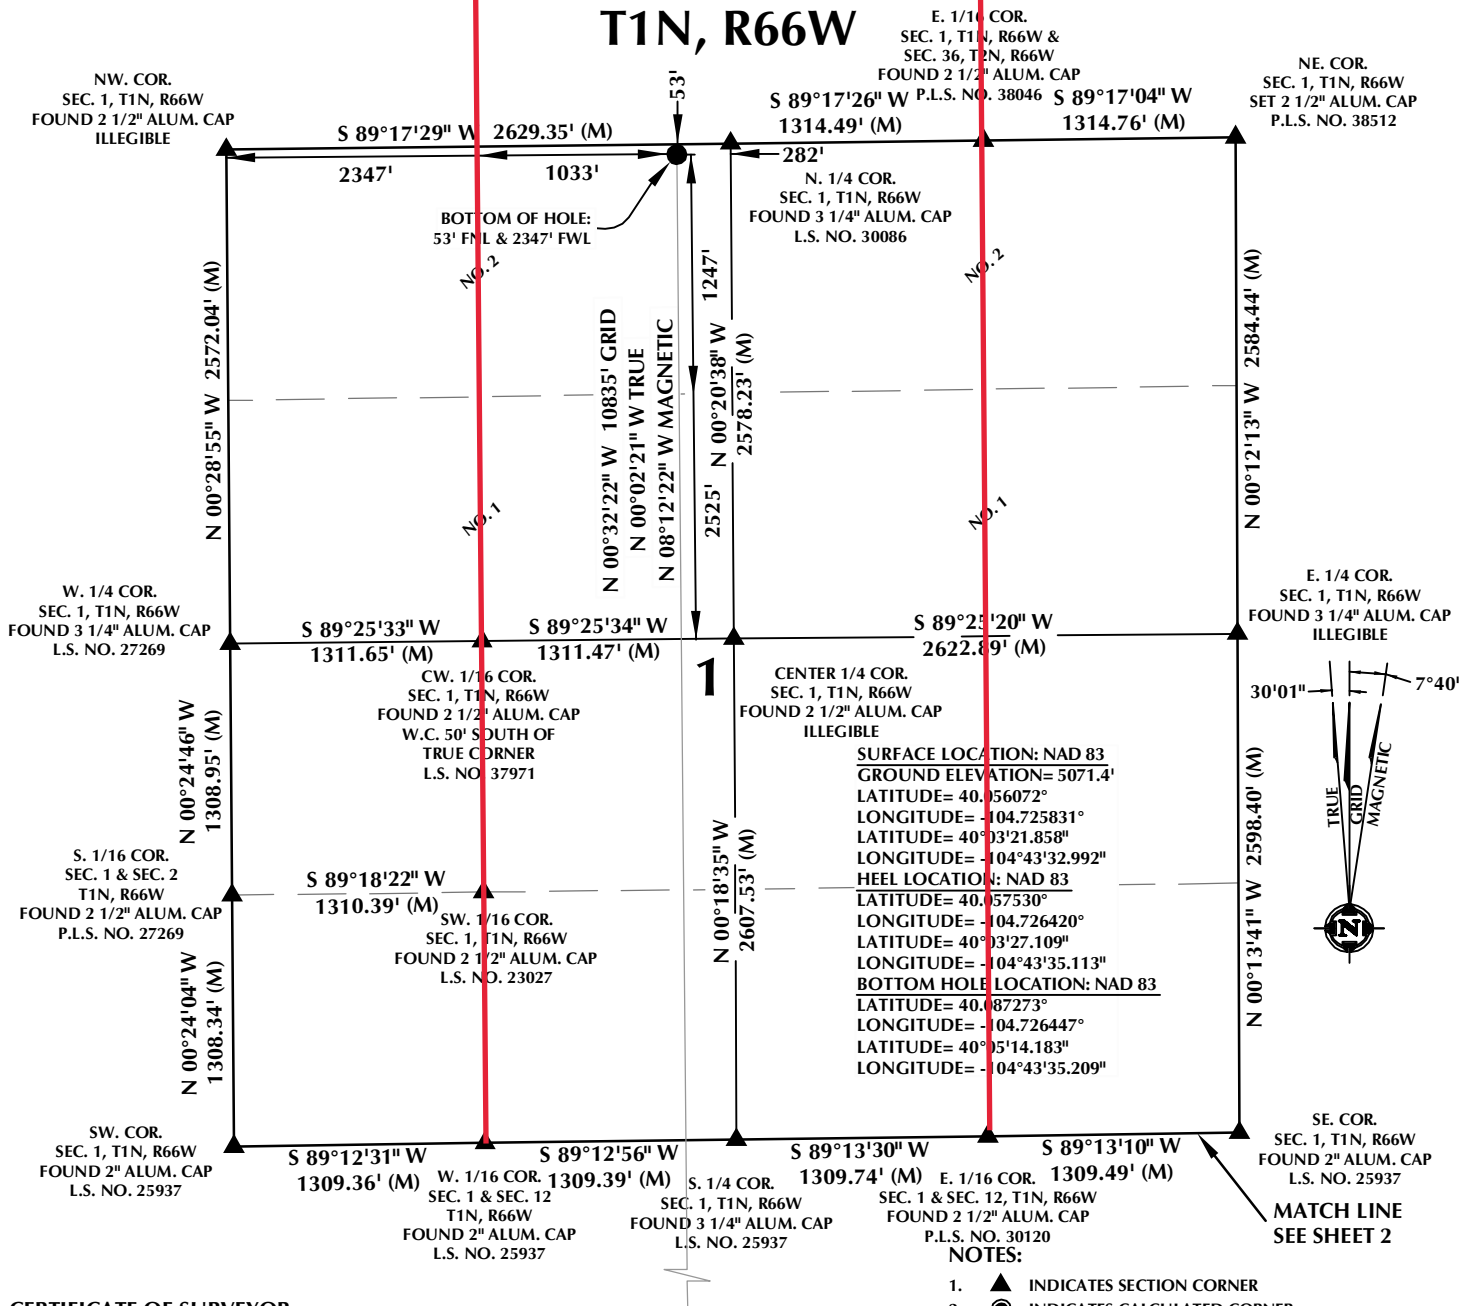 T1N, R66W
NW. COR.
SEC. 1, T1N, R66W
FOUND 2 1/2" ALUM. CAP
ILLEGIBLE
53'
E. 1/16 COR.
SEC. 1, T1N, R66W &
SEC. 36, T2N, R66W
FOUND 2 1/2" ALUM. CAP
P.L.S. NO. 38046
NE. COR.
SEC. 1, T1N, R66W
SET 2 1/2" ALUM. CAP
P.L.S. NO. 38512
S 89°17'29" W 2629.35' (M)
S 89°17'26" W
1314.49' (M)
S 89°17'04" W
1314.76' (M)
2347'
1033'
282'
N. 1/4 COR.
SEC. 1, T1N, R66W
FOUND 3 1/4" ALUM. CAP
L.S. NO. 30086
BOTTOM OF HOLE:
53' FNL & 2347' FWL
NO. 2
NO. 2
N 00°28'55" W 2572.04' (M)
N 00°32'22" W 10835' GRID
N 00°02'21" W TRUE
N 08°12'22" W MAGNETIC
1247'
2525'
N 00°20'38" W
2578.23' (M)
N 00°12'13" W 2584.44' (M)
NO. 1
NO. 1
W. 1/4 COR.
SEC. 1, T1N, R66W
FOUND 3 1/4" ALUM. CAP
L.S. NO. 27269
S 89°25'33" W
1311.65' (M)
S 89°25'34" W
1311.47' (M)
S 89°25'20" W
2622.89' (M)
E. 1/4 COR.
SEC. 1, T1N, R66W
FOUND 3 1/4" ALUM. CAP
ILLEGIBLE
1
CW. 1/16 COR.
SEC. 1, T1N, R66W
FOUND 2 1/2" ALUM. CAP
W.C. 50' SOUTH OF
TRUE CORNER
L.S. NO. 37971
CENTER 1/4 COR.
SEC. 1, T1N, R66W
FOUND 2 1/2" ALUM. CAP
ILLEGIBLE
30'01"
7°40'
TRUE
GRID
MAGNETIC
N
N 00°24'46" W
1308.95' (M)
SURFACE LOCATION: NAD 83
GROUND ELEVATION= 5071.4'
LATITUDE= 40.056072°
LONGITUDE= -104.725831°
LATITUDE= 40°03'21.858"
LONGITUDE= -104°43'32.992"
HEEL LOCATION: NAD 83
LATITUDE= 40.057530°
LONGITUDE= -104.726420°
LATITUDE= 40°03'27.109"
LONGITUDE= -104°43'35.113"
BOTTOM HOLE LOCATION: NAD 83
LATITUDE= 40.087273°
LONGITUDE= -104.726447°
LATITUDE= 40°05'14.183"
LONGITUDE= -104°43'35.209"
N 00°18'35" W
2607.53' (M)
N 00°13'41" W 2598.40' (M)
S. 1/16 COR.
SEC. 1 & SEC. 2
T1N, R66W
FOUND 2 1/2" ALUM. CAP
P.L.S. NO. 27269
S 89°18'22" W
1310.39' (M)
SW. 1/16 COR.
SEC. 1, T1N, R66W
FOUND 2 1/2" ALUM. CAP
L.S. NO. 23027
N 00°24'04" W
1308.34' (M)
SW. COR.
SEC. 1, T1N, R66W
FOUND 2" ALUM. CAP
L.S. NO. 25937
S 89°12'31" W
1309.36' (M)
W. 1/16 COR.
SEC. 1 & SEC. 12
T1N, R66W
FOUND 2" ALUM. CAP
L.S. NO. 25937
S 89°12'56" W
1309.39' (M)
S. 1/4 COR.
SEC. 1, T1N, R66W
FOUND 3 1/4" ALUM. CAP
L.S. NO. 25937
S 89°13'30" W
1309.74' (M)
E. 1/16 COR.
SEC. 1 & SEC. 12, T1N, R66W
FOUND 2 1/2" ALUM. CAP
P.L.S. NO. 30120
S 89°13'10" W
1309.49' (M)
SE. COR.
SEC. 1, T1N, R66W
FOUND 2" ALUM. CAP
L.S. NO. 25937
MATCH LINE
SEE SHEET 2
NOTES:
1. INDICATES SECTION CORNER
2. INDICATES CALCULATED CORNER
CERTIFICATE OF SURVEYOR